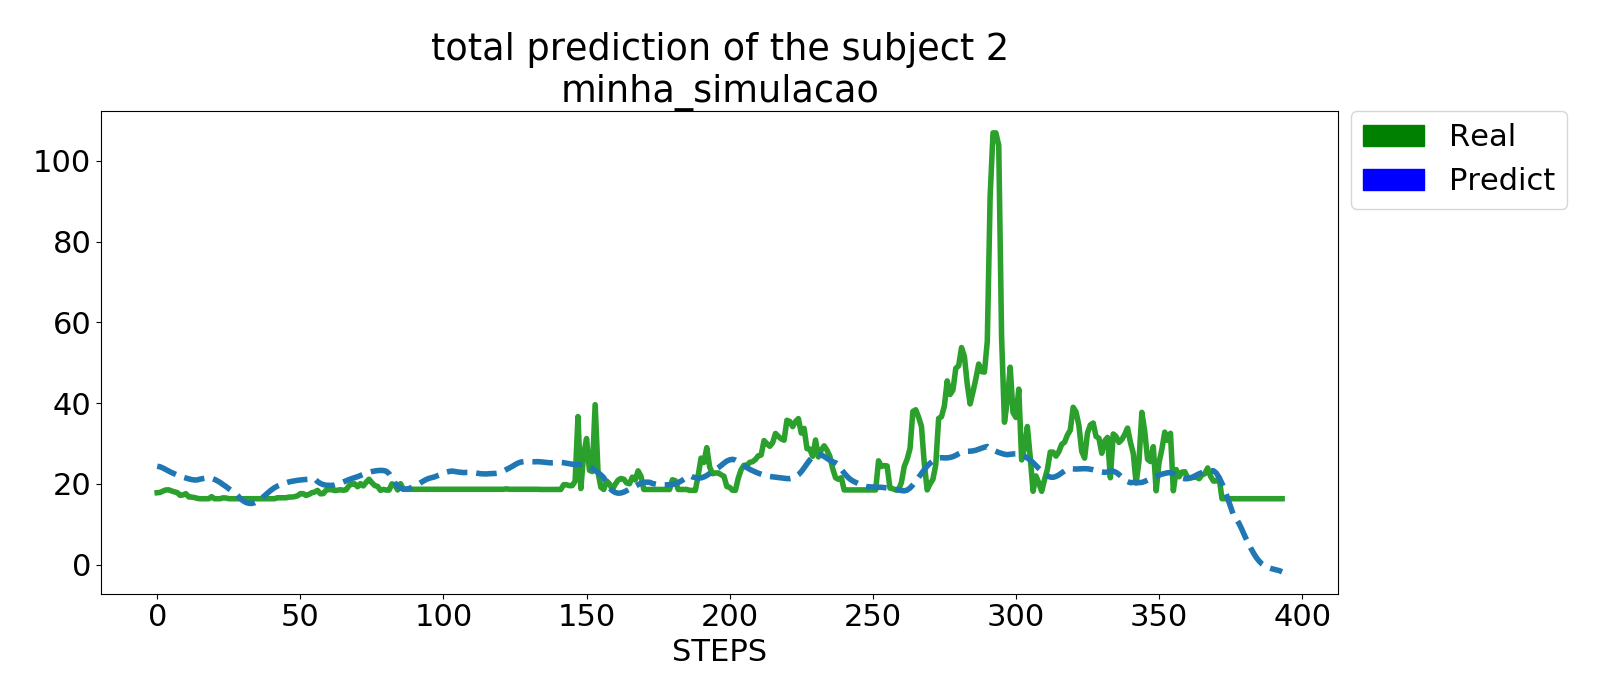 total prediction of the subject 2
minha_simulacao
Real
Predict
100
80
60
40
20
0
0 50 100 150 200 250 300 350 400
STEPS